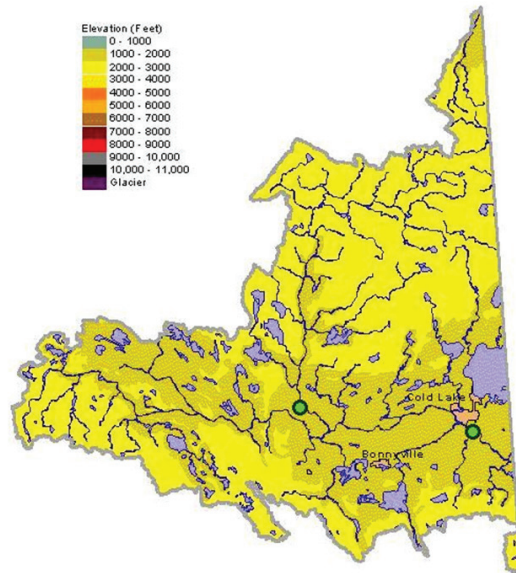 Elevation (Feet)
0 - 1000
1000 - 2000
2000 - 3000
3000 - 4000
4000 - 5000
5000 - 6000
6000 - 7000
7000 - 8000
8000 - 9000
9000 - 10,000
10,000 - 11,000
Glacier
Cold Lake
Bonnyville